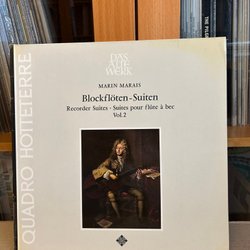 DAS
ALTE
WERK
MARIN MARAIS
Blockflöten-Suiten
Recorder Suites · Suites pour flûte à bec
Vol. 2
QUADRO HOTTETERRE